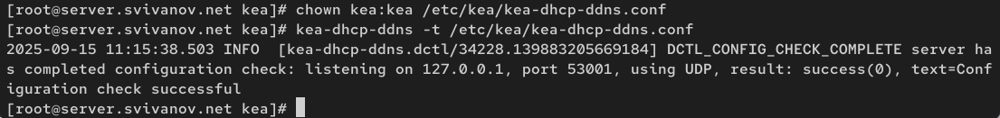 [root@server.svivanov.net kea]# chown kea:kea /etc/kea/kea-dhcp-ddns.conf
[root@server.svivanov.net kea]# kea-dhcp-ddns -t /etc/kea/kea-dhcp-ddns.conf
2025-09-15 11:15:38.503 INFO  [kea-dhcp-ddns.dctl/34228.139883205669184] DCTL_CONFIG_CHECK_COMPLETE server ha
s completed configuration check: listening on 127.0.0.1, port 53001, using UDP, result: success(0), text=Conf
iguration check successful
[root@server.svivanov.net kea]#